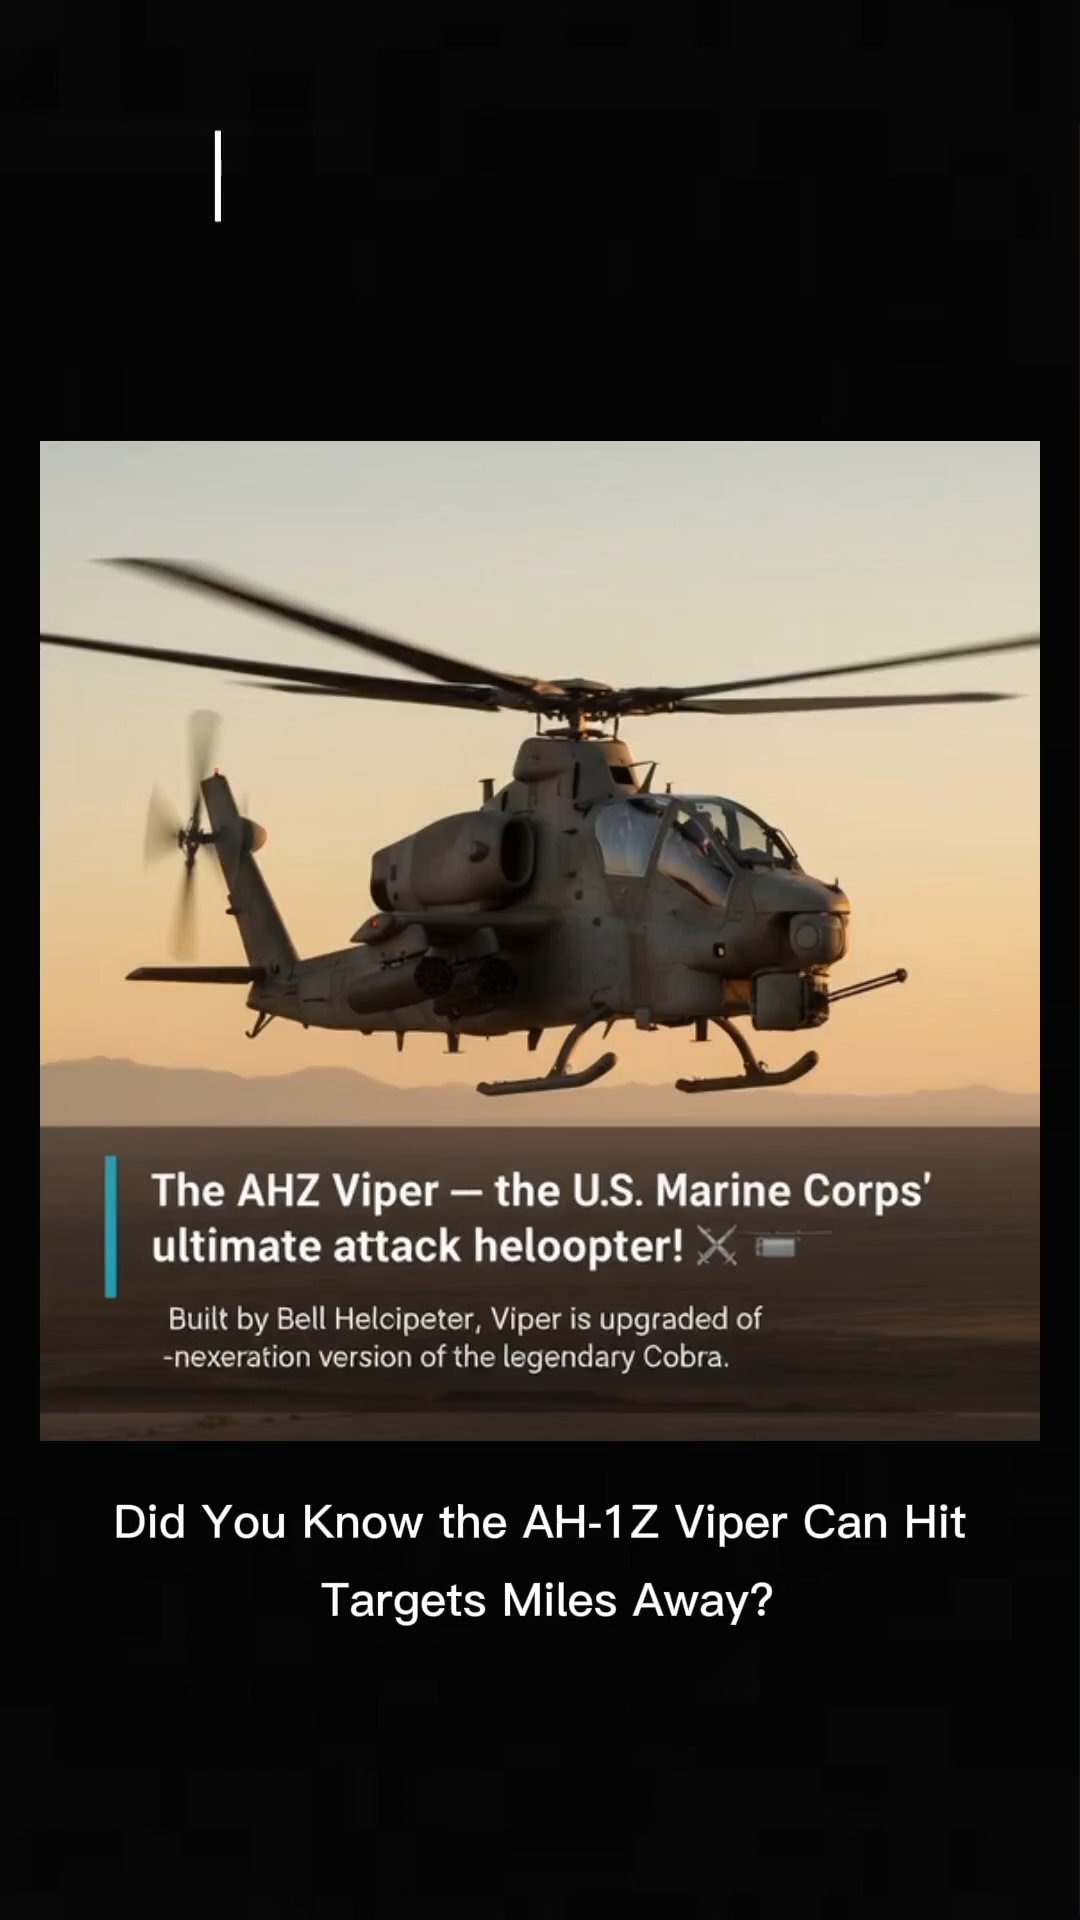 The AHZ Viper — the U.S. Marine Corps'
ultimate attack heloopter! ⚔
Built by Bell Helcipeter, Viper is upgraded of
-nexeration version of the legendary Cobra.
Did You Know the AH-1Z Viper Can Hit
Targets Miles Away?